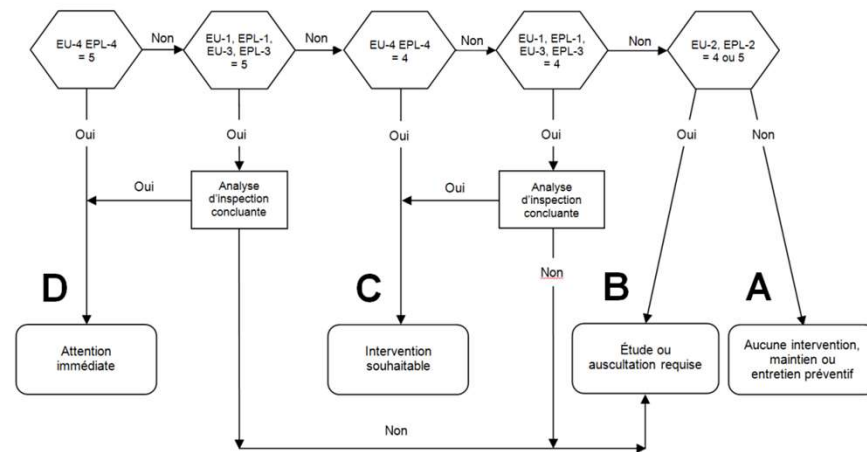 EU-4 EPL-4
= 5
Non
EU-1, EPL-1,
EU-3, EPL-3
= 5
Non
EU-4 EPL-4
= 4
Non
EU-1, EPL-1,
EU-3, EPL-3
= 4
Non
EU-2, EPL-2
= 4 ou 5
Oui
Oui
Oui
Oui
Oui
Non
Oui
Analyse
d'inspection
concluante
Oui
Analyse
d'inspection
concluante
Non
D
C
B
A
Attention
immédiate
Intervention
souhaitable
Étude ou
auscultation requise
Aucune intervention,
maintien ou
entretien préventif
Non